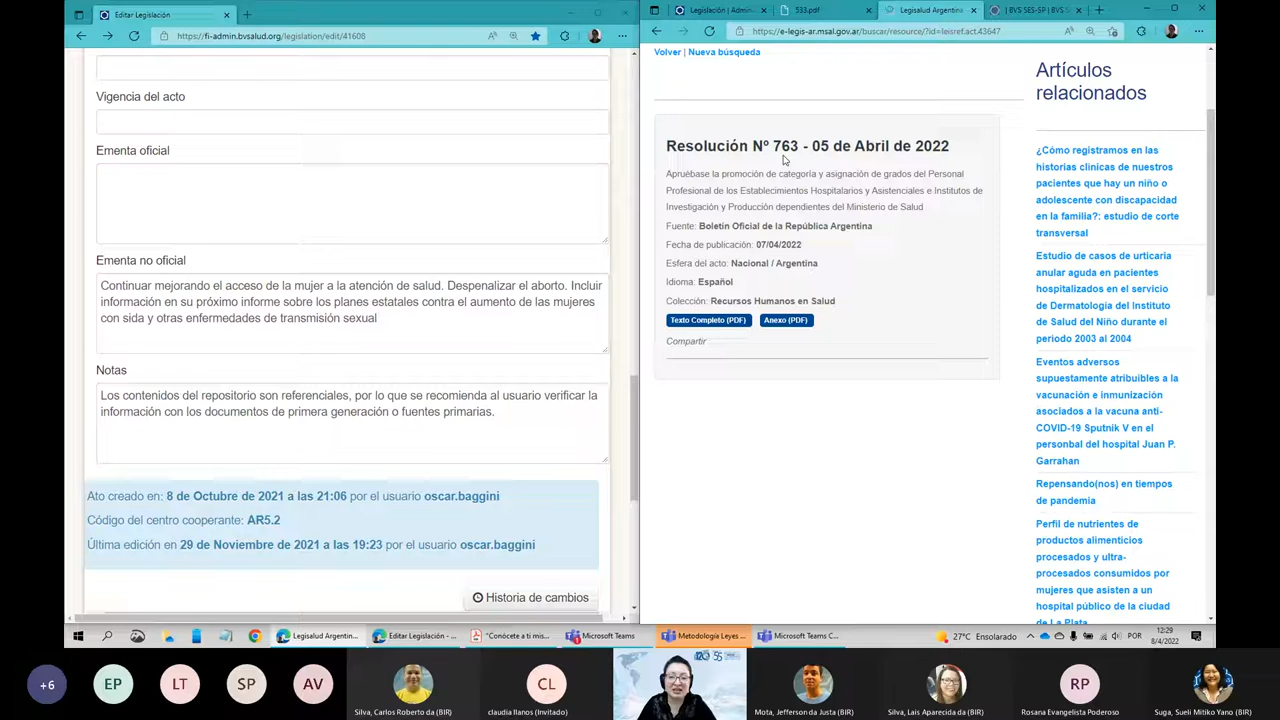 Editar Legislación
https://fi-admin.bvsalud.org/legislation/edit/41608
Vigencia del acto
Ementa oficial
Ementa no oficial
Continuar mejorando el acceso de la mujer a la atención de salud. Despenalizar el aborto. Incluir
información en su próximo informe sobre los planes estatales contra el aumento de las mujeres
con sida y otras enfermedades de transmisión sexual
Notas
Los contenidos del repositorio son referenciales, por lo que se recomienda al usuario verificar la
información con los documentos de primera generación o fuentes primarias.
Ato creado en: 8 de Octubre de 2021 a las 21:06 por el usuario oscar.baggini
Código del centro cooperante: AR5.2
Última edición en 29 de Noviembre de 2021 a las 19:23 por el usuario oscar.baggini
Historia de cambios
Legislación | Admin
533.pdf
Legisalud Argentina
| BVS SES-SP | BVS S
https://e-legis-ar.msal.gov.ar/buscar/resource/?id=leisref.act.43647
Volver | Nueva búsqueda
Resolución Nº 763 - 05 de Abril de 2022
Apruébase la promoción de categoría y asignación de grados del Personal
Profesional de los Establecimientos Hospitalarios y Asistenciales e Institutos de
Investigación y Producción dependientes del Ministerio de Salud
Fuente: Boletín Oficial de la República Argentina
Fecha de publicación: 07/04/2022
Esfera del acto: Nacional / Argentina
Idioma: Español
Colección: Recursos Humanos en Salud
Texto Completo (PDF) Anexo (PDF)
Compartir
Artículos
relacionados
¿Cómo registramos en las
historias clínicas de nuestros
pacientes que hay un niño o
adolescente con discapacidad
en la familia?: estudio de corte
transversal
Estudio de casos de urticaria
anular aguda en pacientes
hospitalizados en el servicio
de Dermatología del Instituto
de Salud del Niño durante el
periodo 2003 al 2004
Eventos adversos
supuestamente atribuibles a la
vacunación e inmunización
asociados a la vacuna anti-
COVID-19 Sputnik V en el
personbal del hospital Juan P.
Garrahan
Repensando(nos) en tiempos
de pandemia
Perfil de nutrientes de
productos alimenticios
procesados y ultra-
procesados consumidos por
mujeres que asisten a un
hospital público de la ciudad
de La Plata
Legisalud Argentin...
Editar Legislación - ...
"Conócete a ti mis...
Microsoft Teams
Metodología Leyes ...
Microsoft Teams C...
27°C Ensolarado
POR
12:29
8/4/2022
+6
EP
LT
SP
AV
Silva, Carlos Roberto da (BIR)
CL
claudia llanos (Invitado)
120 55
Mota, Jefferson da Justa (BIR)
Silva, Lais Aparecida da (BIR)
RP
Rosana Evangelista Poderoso
Suga, Sueli Mitiko Yano (BIR)